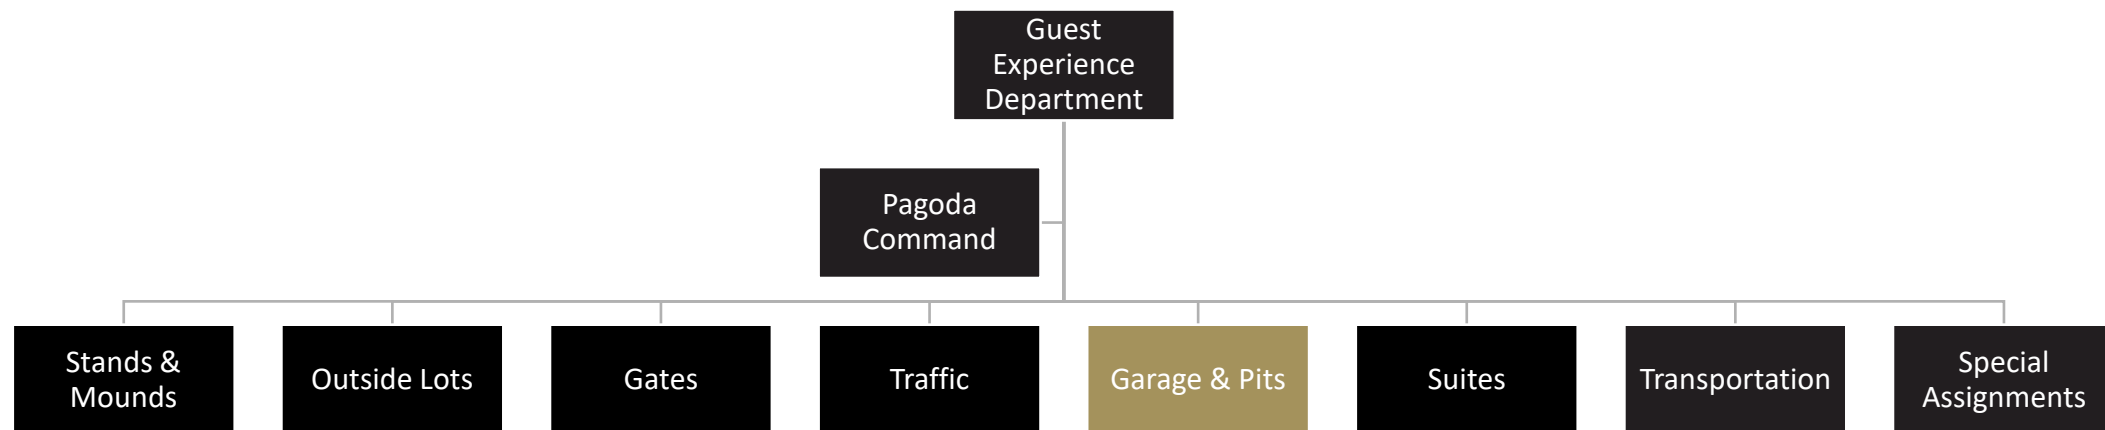 Guest
Experience
Department
Pagoda
Command
Stands &
Mounds
Outside Lots
Gates
Traffic
Garage & Pits
Suites
Transportation
Special
Assignments